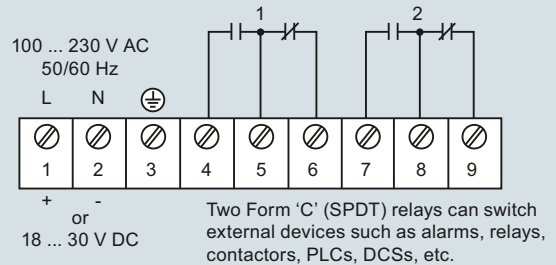 1
2
100 ... 230 V AC
50/60 Hz
L N
1 2 3 4 5 6 7 8 9
+ -
or
18 ... 30 V DC
Two Form ‘C’ (SPDT) relays can switch
external devices such as alarms, relays,
contactors, PLCs, DCSs, etc.